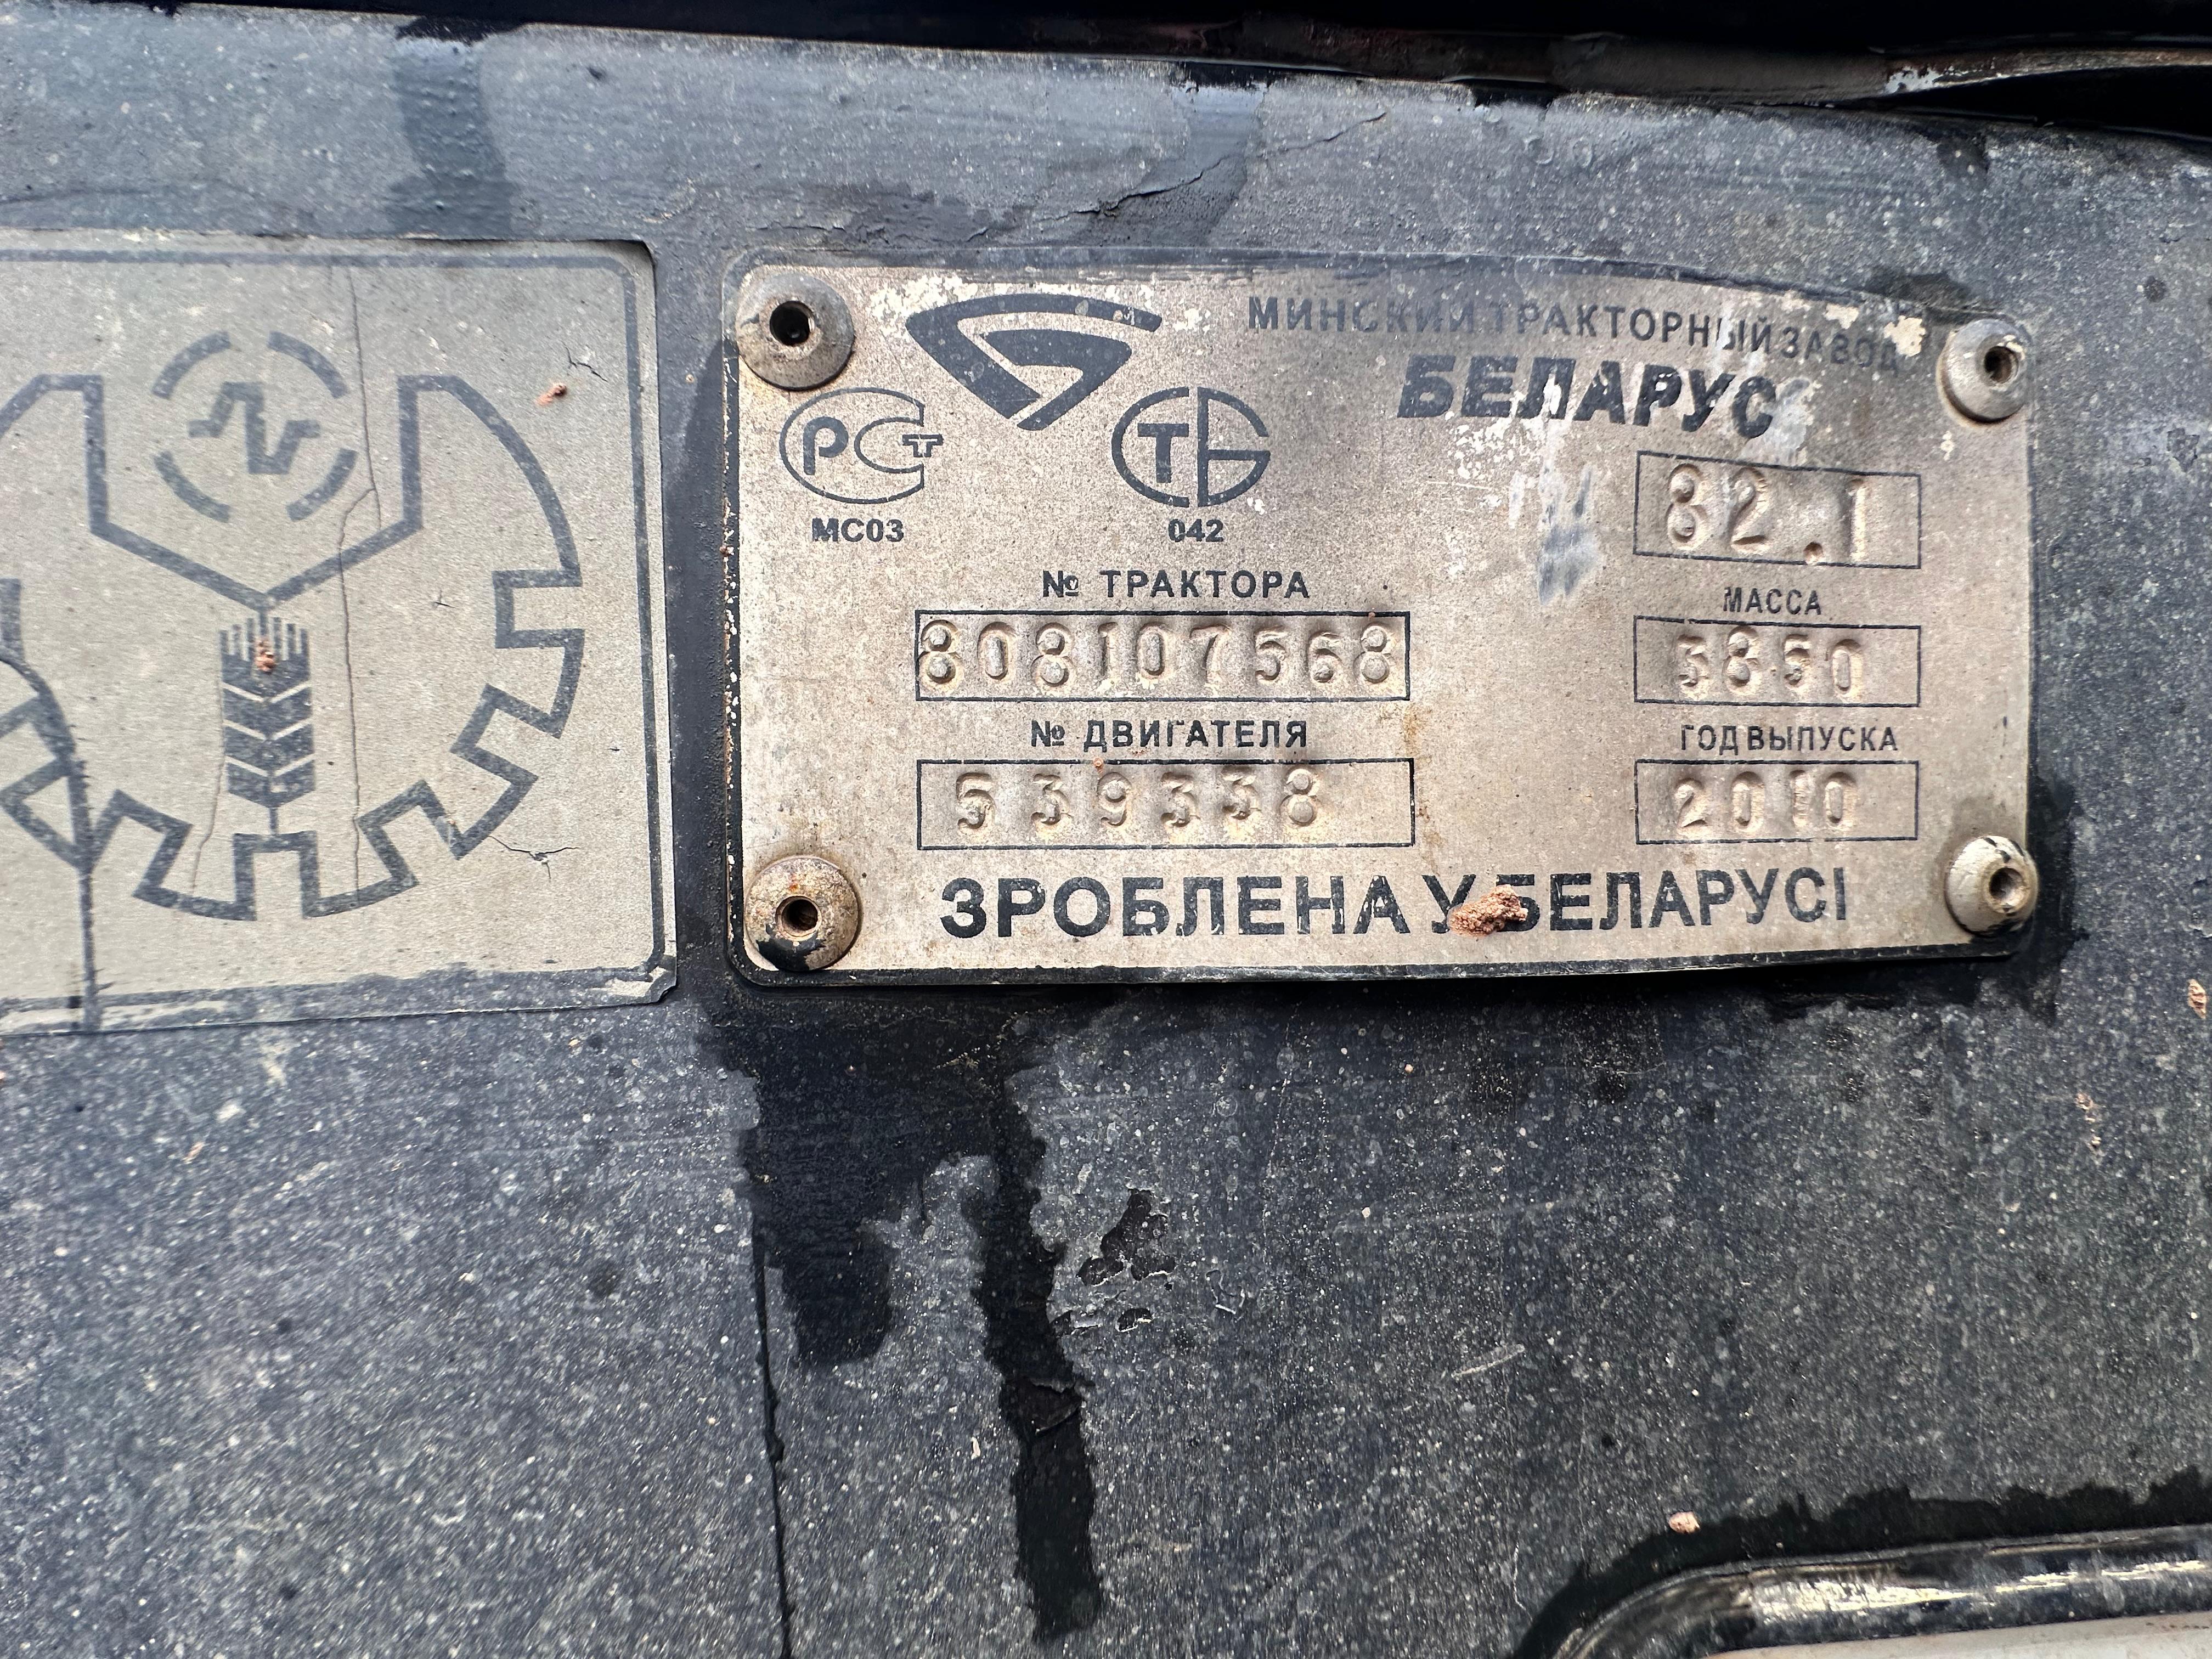 МИНСКИЙ ТРАКТОРНЫЙ ЗАВОД
БЕЛАРУС
РСТ
МС03
СТБ
042
82.1
№ ТРАКТОРА
808107568
МАССА
3850
№ ДВИГАТЕЛЯ
539338
ГОД ВЫПУСКА
2010
ЗРОБЛЕНА У БЕЛАРУСІ